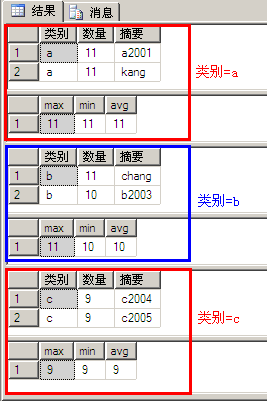 结果 消息
类别 数量 摘要
1 a 11 a2001
2 a 11 kang
类别=a
max min avg
1 11 11 11
类别 数量 摘要
1 b 11 chang
2 b 10 b2003
类别=b
max min avg
1 11 10 10
类别 数量 摘要
1 c 9 c2004
2 c 9 c2005
类别=c
max min avg
1 9 9 9